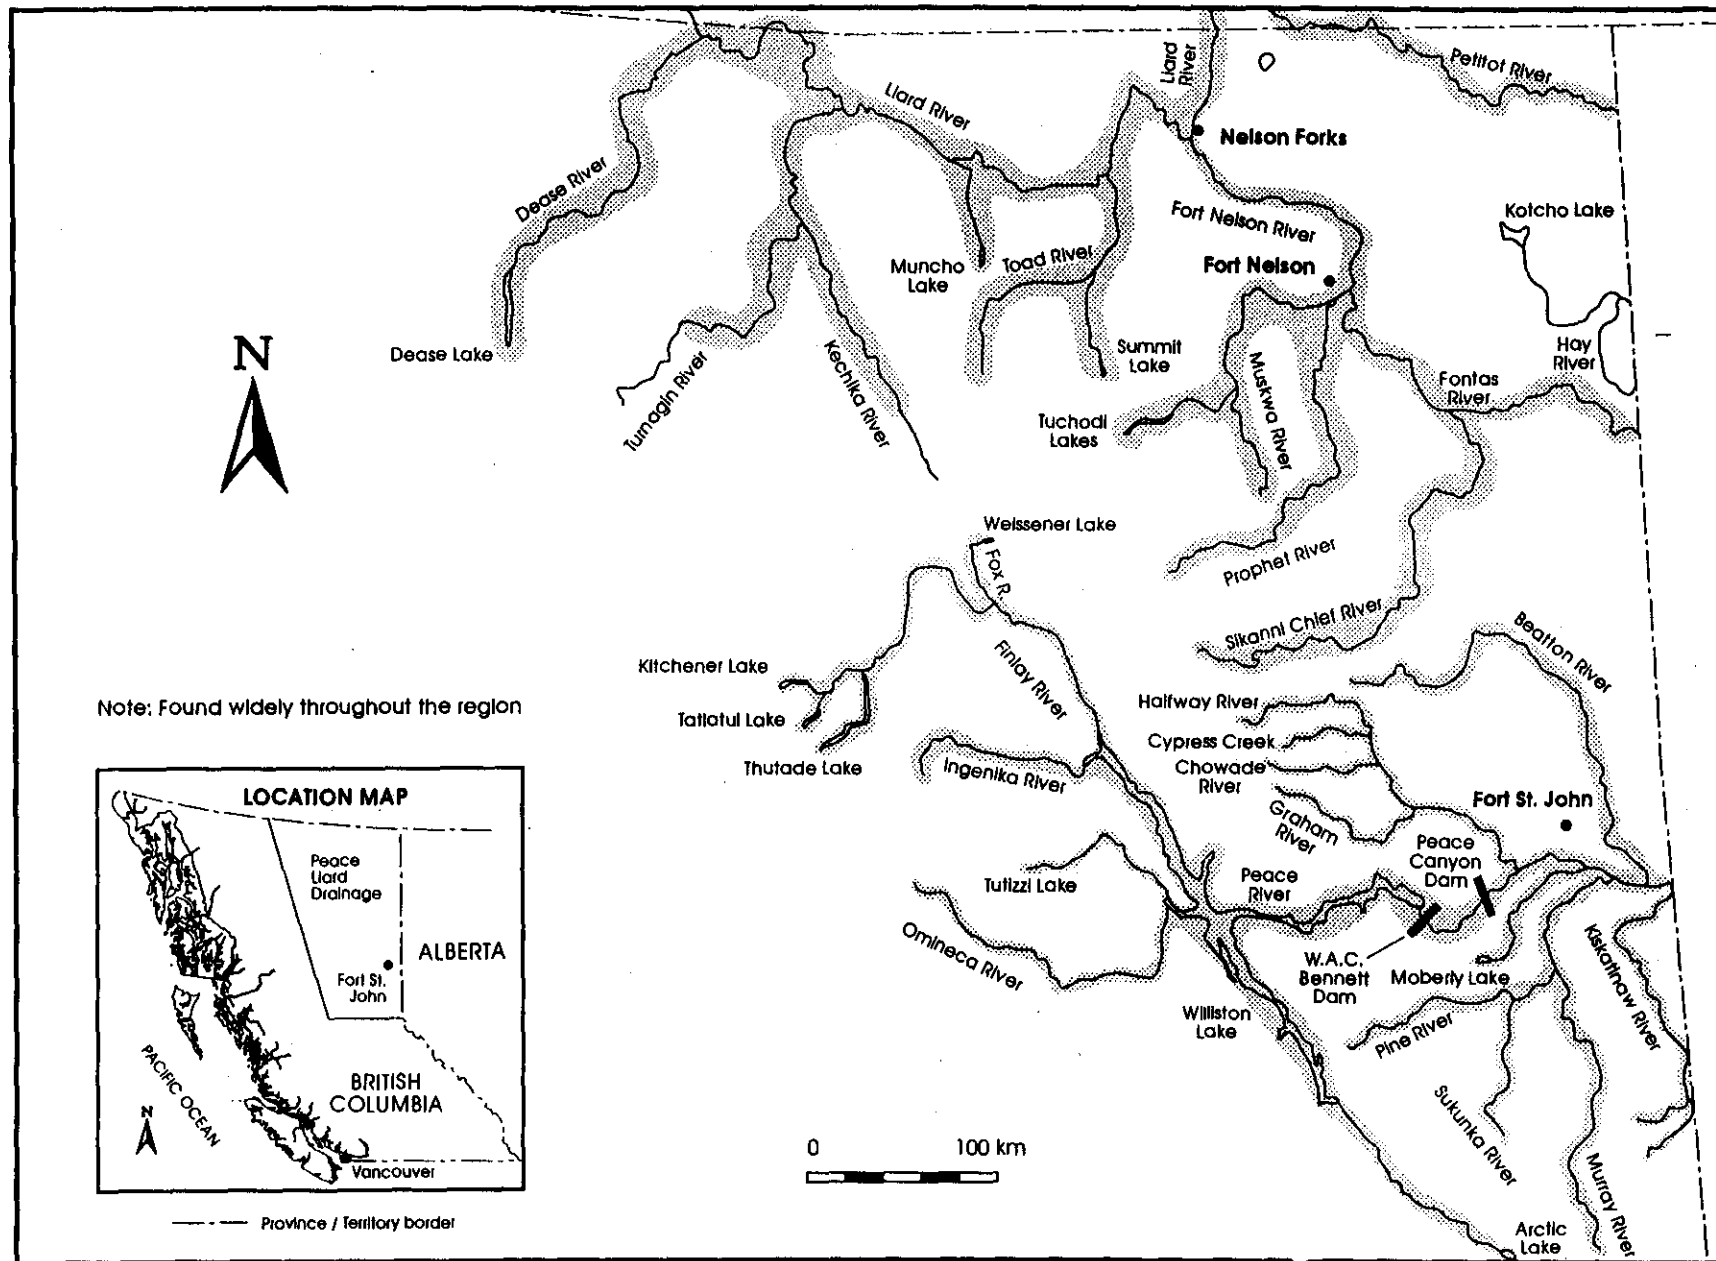 Liard
River
Petitot River
Liard River
Nelson Forks
Dease River
Fort Nelson River
Kotcho Lake
Muncho
Lake
Toad River
Fort Nelson
Dease Lake
Turnagin River
Kechika River
Summit
Lake
Muskwa River
Hay
River
Fontas
River
Tuchodi
Lakes
N
Weissener Lake
Fox R.
Prophet River
Sikanni Chief River
Beatton River
Kitchener Lake
Finlay River
Halfway River
Note: Found widely throughout the region
Tatlatui Lake
Cypress Creek
Thutade Lake
Ingenika River
Chowade
River
Graham
River
Fort St. John
Peace
Canyon
Dam
Tutizzi Lake
Peace
River
Omineca River
W.A.C.
Bennett
Dam
Moberly Lake
Kiskatinaw River
Williston
Lake
Pine River
Sukunka River
Murray River
Arctic
Lake
0 100 km
LOCATION MAP
Peace
Liard
Drainage
ALBERTA
Fort St.
John
PACIFIC OCEAN
BRITISH
COLUMBIA
N
Vancouver
Province / Territory border